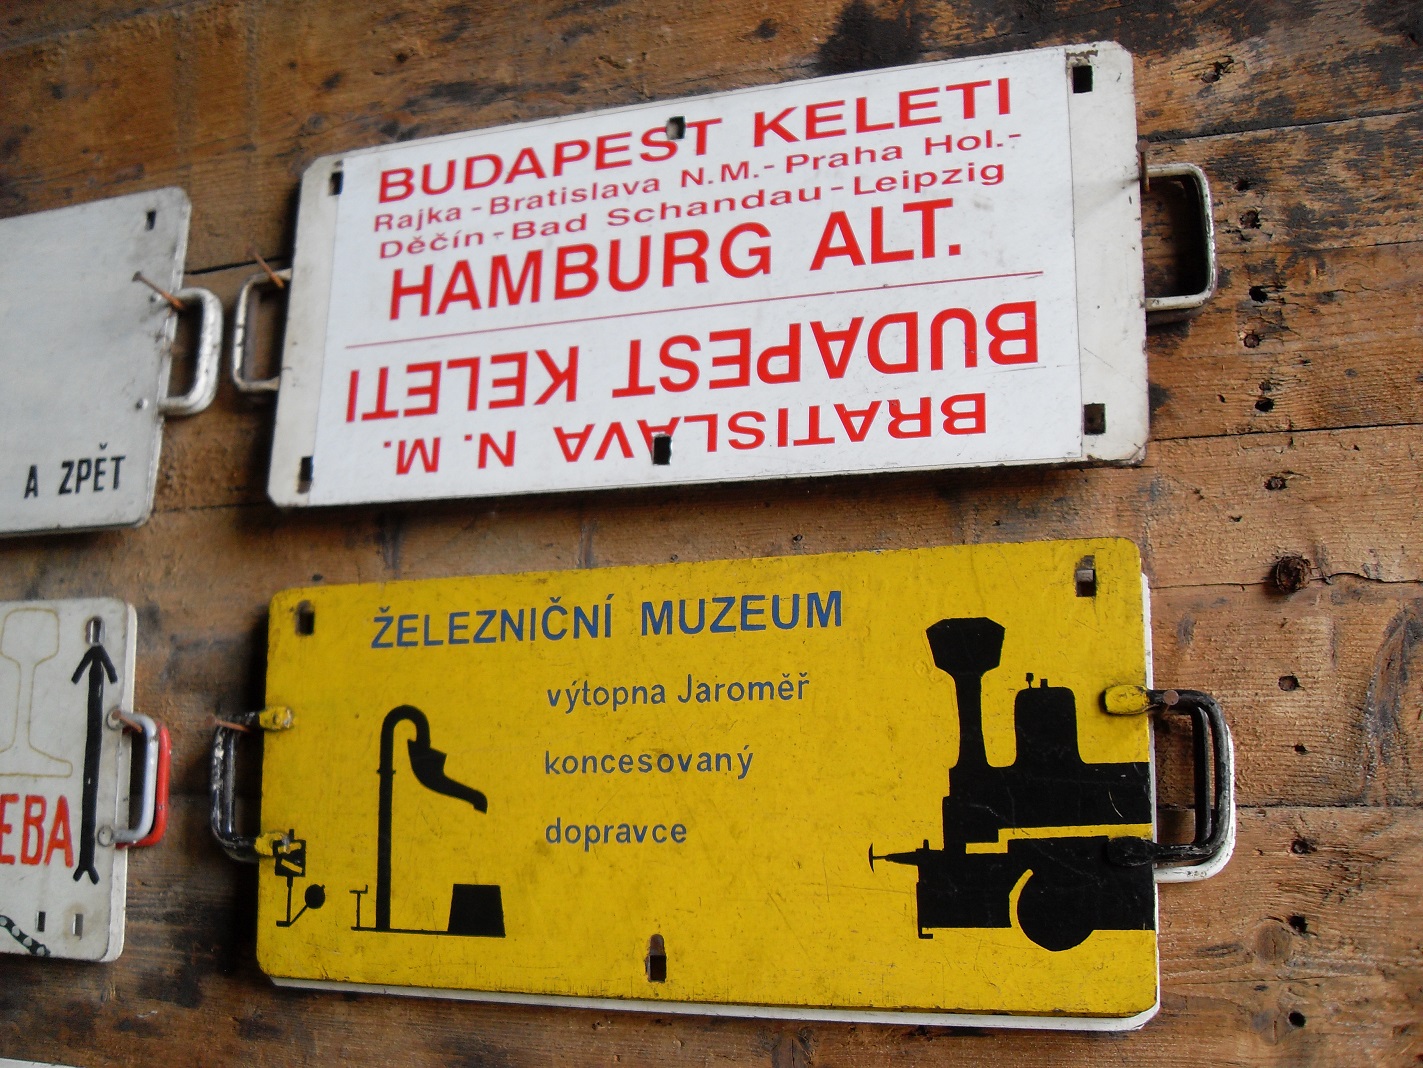 BUDAPEST KELETI
Rajka-Bratislava N.M.-Praha Hol.-
Děčín-Bad Schandau-Leipzig
HAMBURG ALT.
BRATISLAVA N.M.
BUDAPEST KELETI
A ZPĚT
ŽELEZNIČNÍ MUZEUM
výtopna Jaroměř
koncesovaný
dopravce